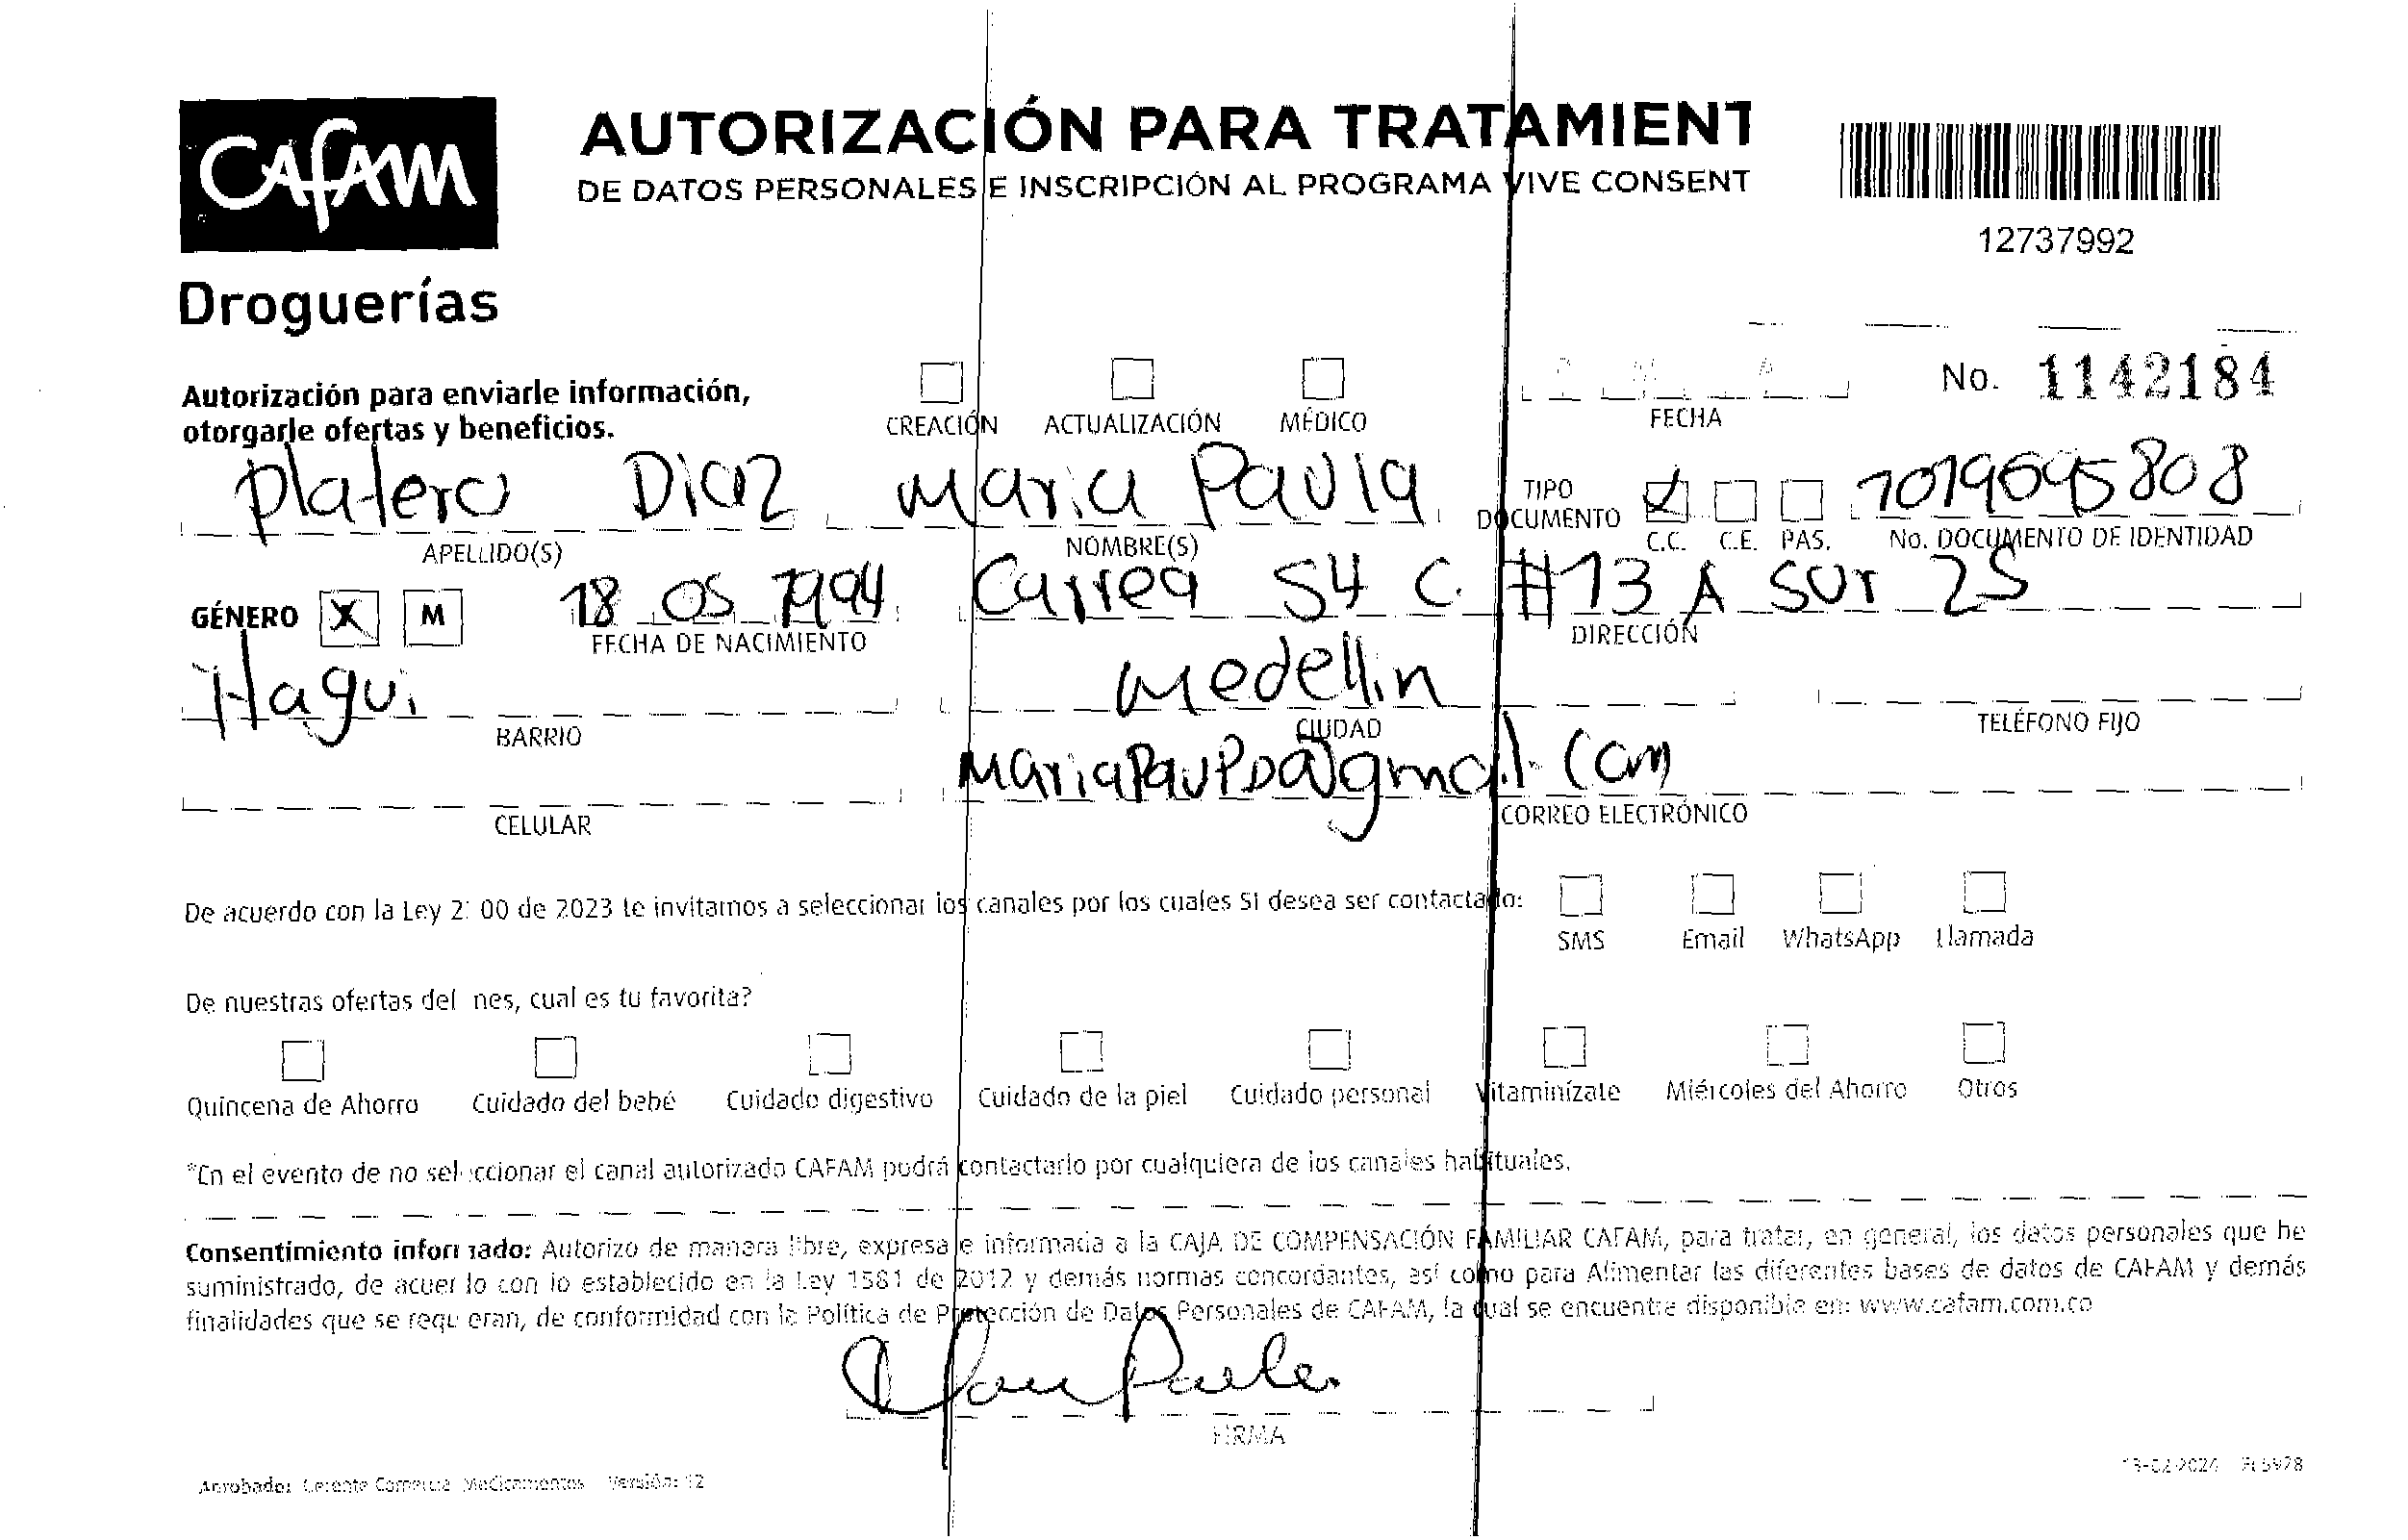 CAFAM
Droguerías
AUTORIZACIÓN PARA TRATAMIENT
DE DATOS PERSONALES E INSCRIPCIÓN AL PROGRAMA VIVE CONSENT
12737992
Autorización para enviarle información,
otorgarle ofertas y beneficios.
CREACIÓN ACTUALIZACIÓN MÉDICO
D M A
FECHA
No. 1142184
Platero Diaz Maria Paula
APELLIDO(S) NOMBRE(S)
TIPO DOCUMENTO C.C. C.E. PAS.
1019695808
No. DOCUMENTO DE IDENTIDAD
GÉNERO X M
18 05 1994
FECHA DE NACIMIENTO
Carrea 54 C. #13 A sur 25
DIRECCIÓN
Itagui
BARRIO
Medellin
CIUDAD
TELÉFONO FIJO
CELULAR
MariaPauPD@gmail.com
CORREO ELECTRÓNICO
De acuerdo con la Ley 2 00 de 2023 te invitamos a seleccionar los canales por los cuales SI desea ser contactado:
SMS Email WhatsApp Llamada
De nuestras ofertas del mes, cual es tu favorita?
Quincena de Ahorro Cuidado del bebé Cuidado digestivo Cuidado de la piel Cuidado personal Vitaminízate Miércoles del Ahorro Otros
*En el evento de no seleccionar el canal autorizado CAFAM podrá contactarlo por cualquiera de los canales habituales.
Consentimiento informado: Autorizo de manera libre, expresa e informada a la CAJA DE COMPENSACIÓN FAMILIAR CAFAM, para tratar, en general, los datos personales que he
suministrado, de acuerdo con lo establecido en la Ley 1581 de 2012 y demás normas concordantes, así como para Alimentar las diferentes bases de datos de CAFAM y demás
finalidades que se requieran, de conformidad con la Política de Protección de Datos Personales de CAFAM, la cual se encuentra disponible en: www.cafam.com.co
FIRMA
Aprobado: Gerente Comercial Medicamentos Versión: 12